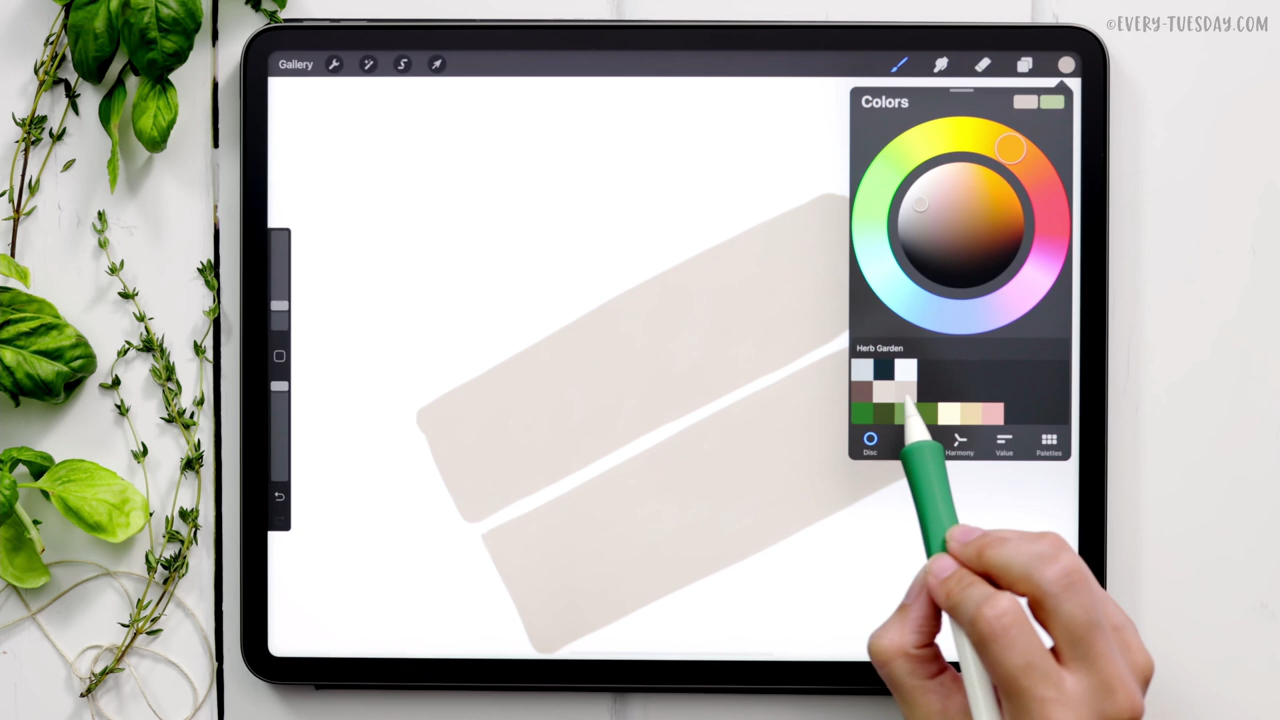 ©EVERY-TUESDAY.COM
Gallery
Colors
Herb Garden
Disc
Harmony
Value
Palettes